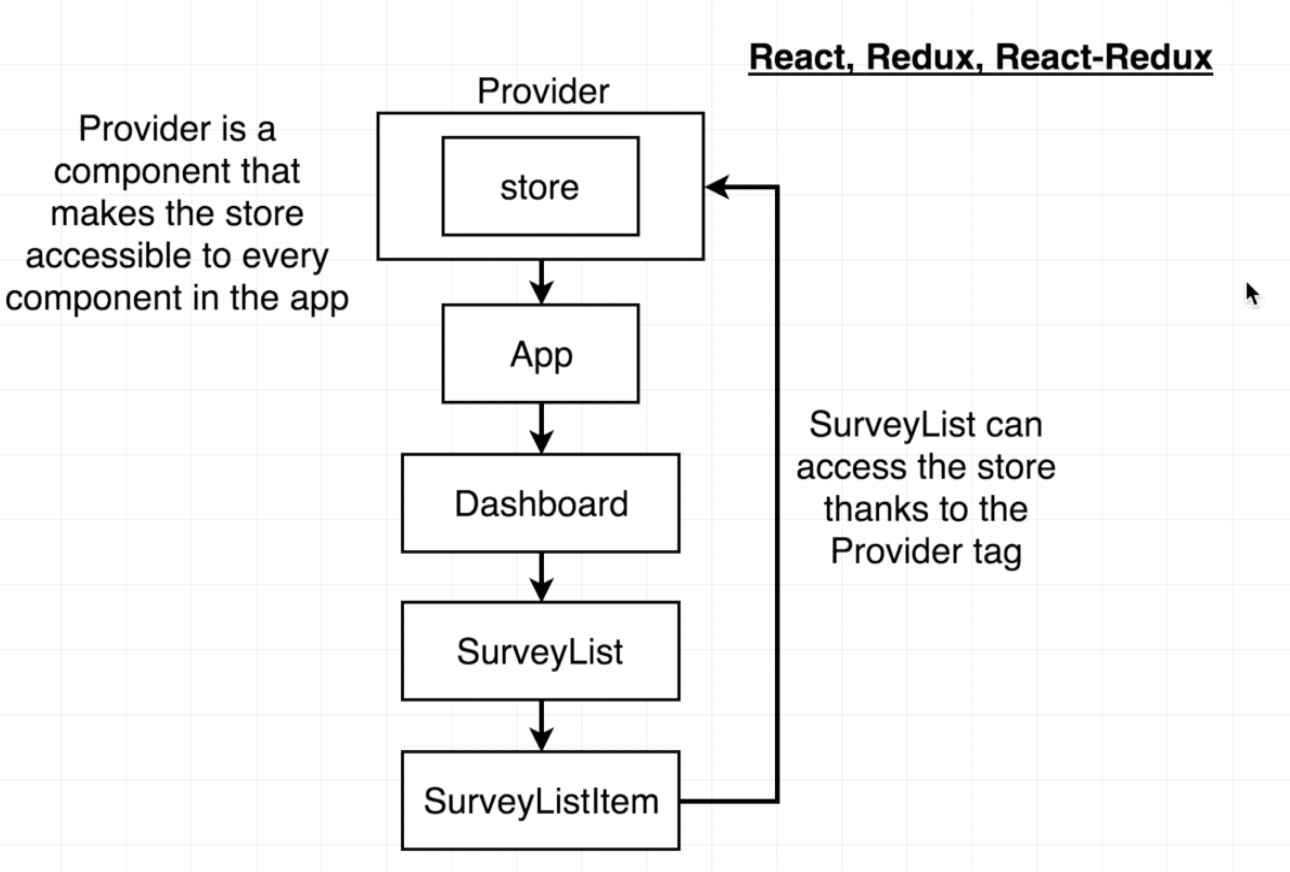 React, Redux, React-Redux
Provider
Provider is a
component that
makes the store
accessible to every
component in the app
store
App
Dashboard
SurveyList can
access the store
thanks to the
Provider tag
SurveyList
SurveyListItem